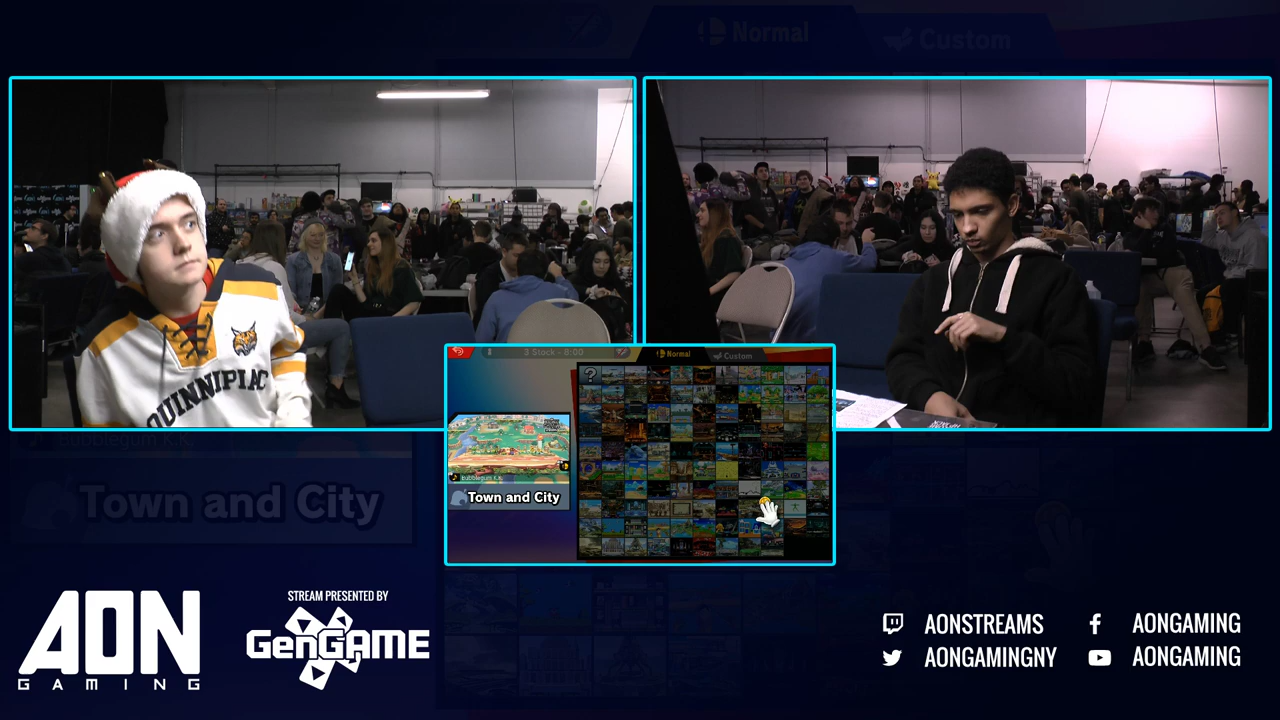 Normal
Custom
QUINNIPIAC
3 Stock - 8:00
Normal
Custom
Bubblegum K.K.
Bubblegum K.K.
Town and City
Town and City
AON
GAMING
STREAM PRESENTED BY
GenGAME
AONSTREAMS
AONGAMING
AONGAMINGNY
AONGAMING